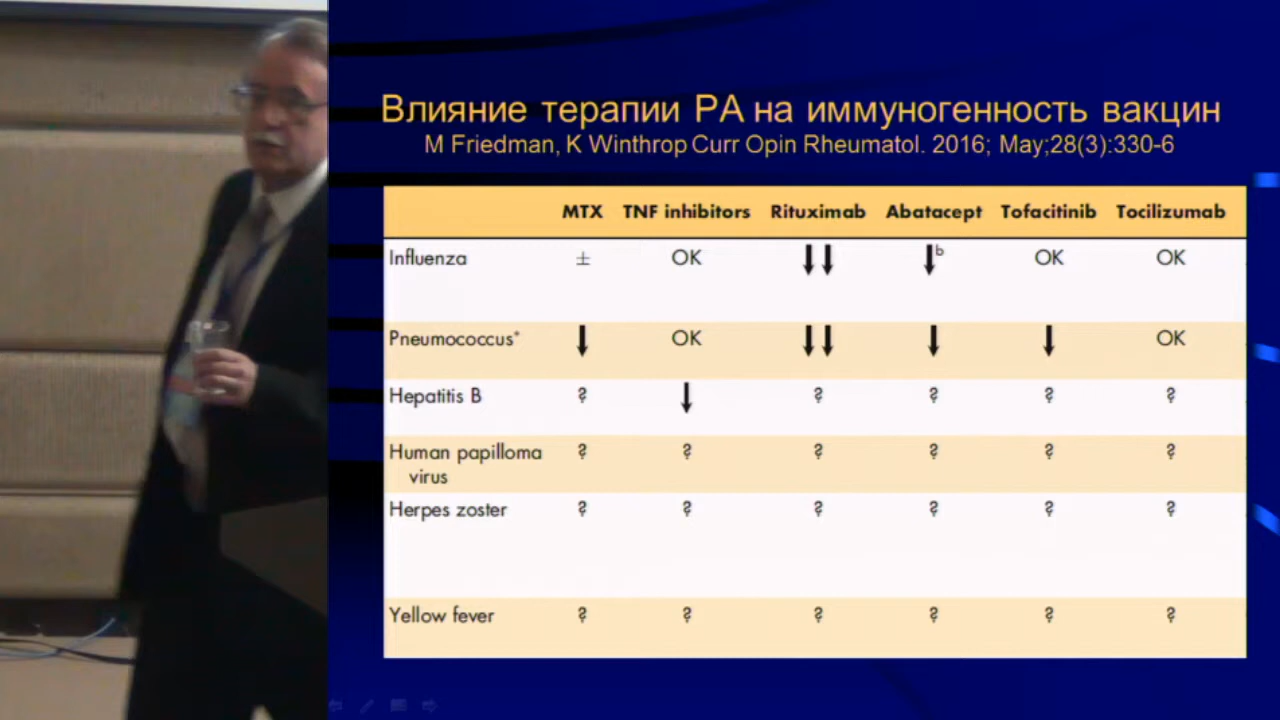 Влияние терапии РА на иммуногенность вакцин
M Friedman, K Winthrop Curr Opin Rheumatol. 2016; May;28(3):330-6
MTX TNF inhibitors Rituximab Abatacept Tofacitinib Tocilizumab
Influenza ± OK ↓↓ ↓b OK OK
Pneumococcus* ↓ OK ↓↓ ↓ ↓ OK
Hepatitis B ? ↓ ? ? ? ?
Human papilloma
virus ? ? ? ? ? ?
Herpes zoster ? ? ? ? ? ?
Yellow fever ? ? ? ? ? ?